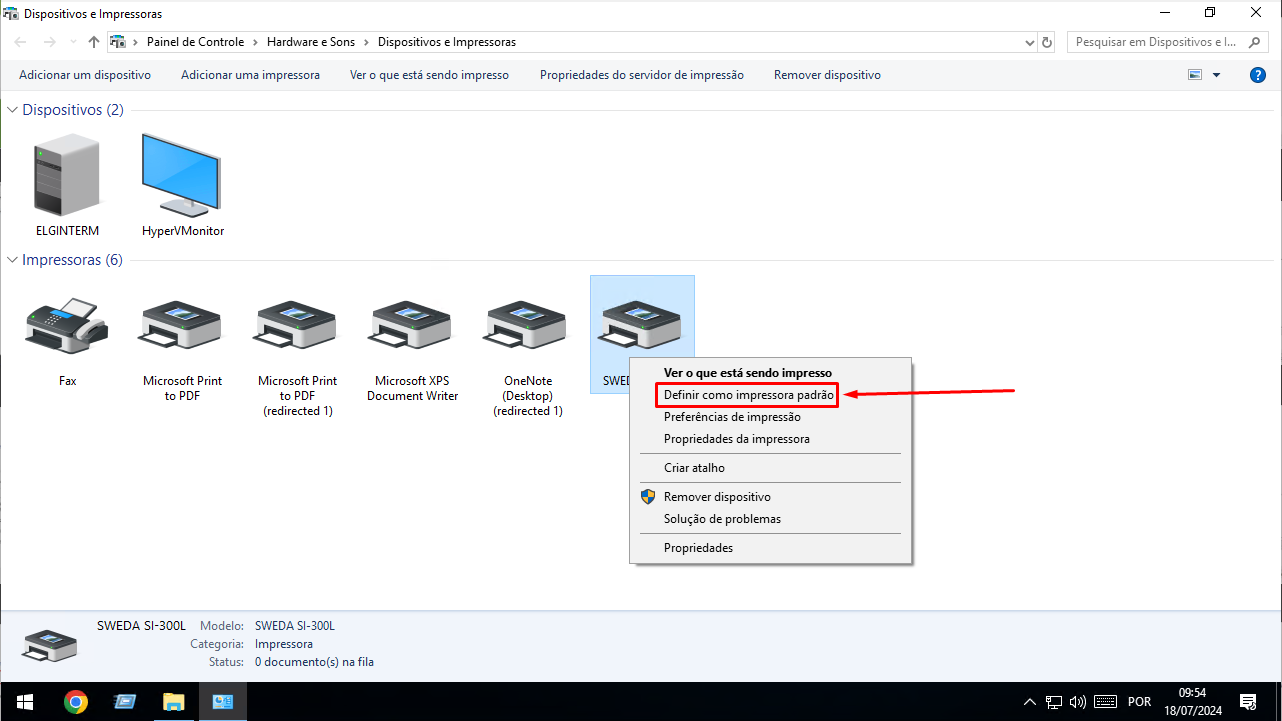 Dispositivos e Impressoras
Painel de Controle
Hardware e Sons
Dispositivos e Impressoras
Pesquisar em Dispositivos e I...
Adicionar um dispositivo
Adicionar uma impressora
Ver o que está sendo impresso
Propriedades do servidor de impressão
Remover dispositivo
?
Dispositivos (2)
ELGINTERM
HyperVMonitor
Impressoras (6)
Fax
Microsoft Print
to PDF
Microsoft Print
to PDF
(redirected 1)
Microsoft XPS
Document Writer
OneNote
(Desktop)
(redirected 1)
SWED
Ver o que está sendo impresso
Definir como impressora padrão
Preferências de impressão
Propriedades da impressora
Criar atalho
Remover dispositivo
Solução de problemas
Propriedades
SWEDA SI-300L
Modelo: SWEDA SI-300L
Categoria: Impressora
Status: 0 documento(s) na fila
POR
09:54
18/07/2024